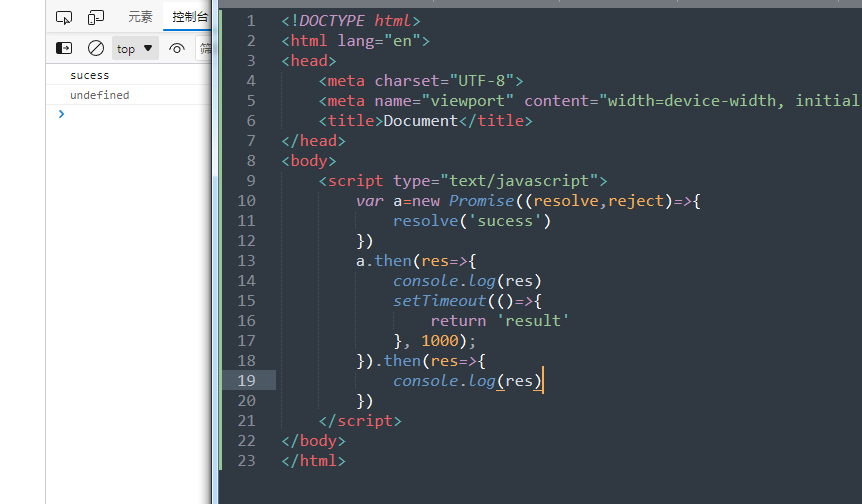 元素
控制台
top
筛
sucess
undefined
1 <!DOCTYPE html>
2 <html lang="en">
3 <head>
4 <meta charset="UTF-8">
5 <meta name="viewport" content="width=device-width, initial
6 <title>Document</title>
7 </head>
8 <body>
9 <script type="text/javascript">
10 var a=new Promise((resolve,reject)=>{
11 resolve('sucess')
12 })
13 a.then(res=>{
14 console.log(res)
15 setTimeout(()=>{
16 return 'result'
17 }, 1000);
18 }).then(res=>{
19 console.log(res)
20 })
21 </script>
22 </body>
23 </html>